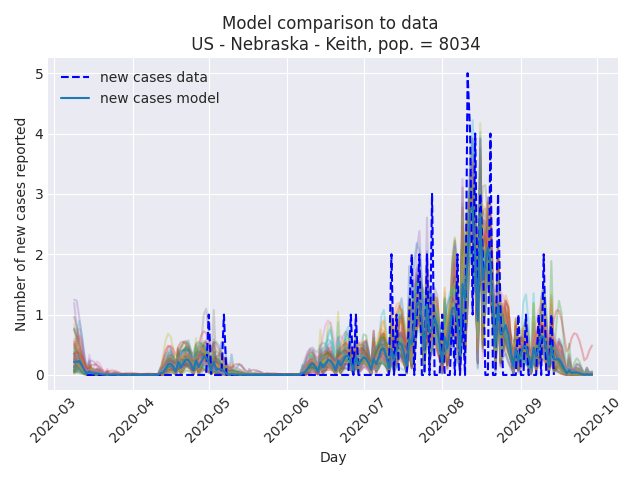 Model comparison to data
US - Nebraska - Keith, pop. = 8034
new cases data
new cases model
Number of new cases reported
5
4
3
2
1
0
2020-03
2020-04
2020-05
2020-06
2020-07
2020-08
2020-09
2020-10
Day